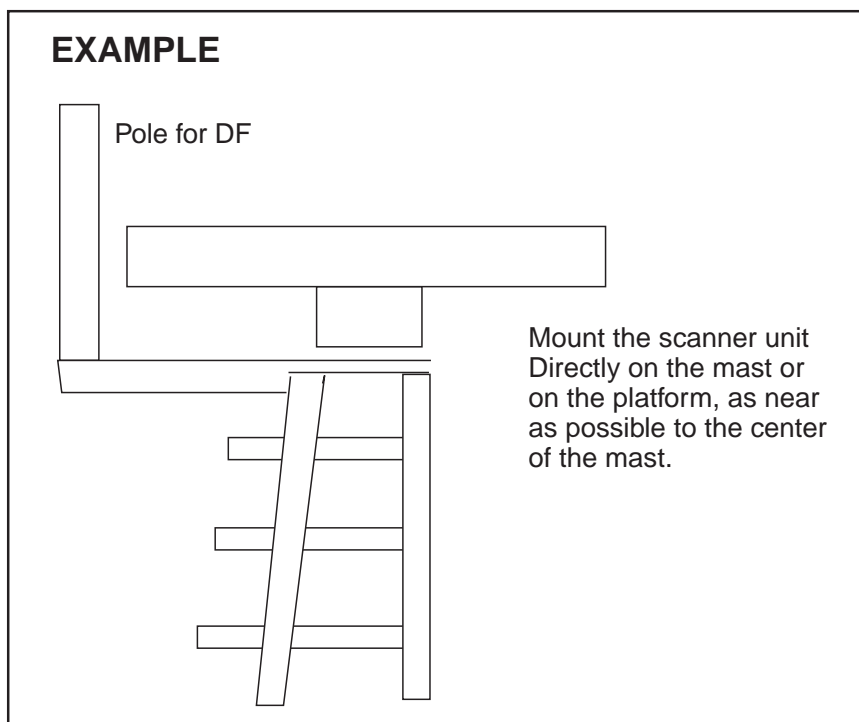 EXAMPLE
Pole for DF
Mount the scanner unit
Directly on the mast or
on the platform, as near
as possible to the center
of the mast.